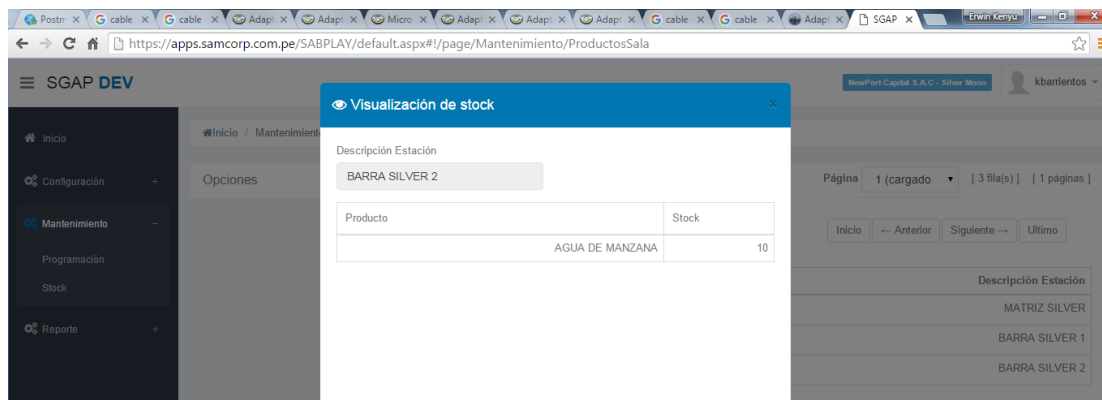 Postm G cable G cable Adapt Adapt Micro Adapt Adapt Adapt G cable G cable Adapt SGAP Erwin Kenyu
https://apps.samcorp.com.pe/SABPLAY/default.aspx#!/page/Mantenimiento/ProductosSala
SGAP DEV
NewPort Capital S.A.C - Silver Moon
kbarrientos
Visualización de stock
×
Inicio
Inicio / Mantenimient
Descripción Estación
BARRA SILVER 2
Configuración +
Opciones
Página 1 (cargado [ 3 fila(s) ] [ 1 páginas ]
Mantenimiento −
Producto Stock
Inicio ← Anterior Siguiente → Ultimo
AGUA DE MANZANA 10
Programación
Stock
Descripción Estación
MATRIZ SILVER
Reporte +
BARRA SILVER 1
BARRA SILVER 2